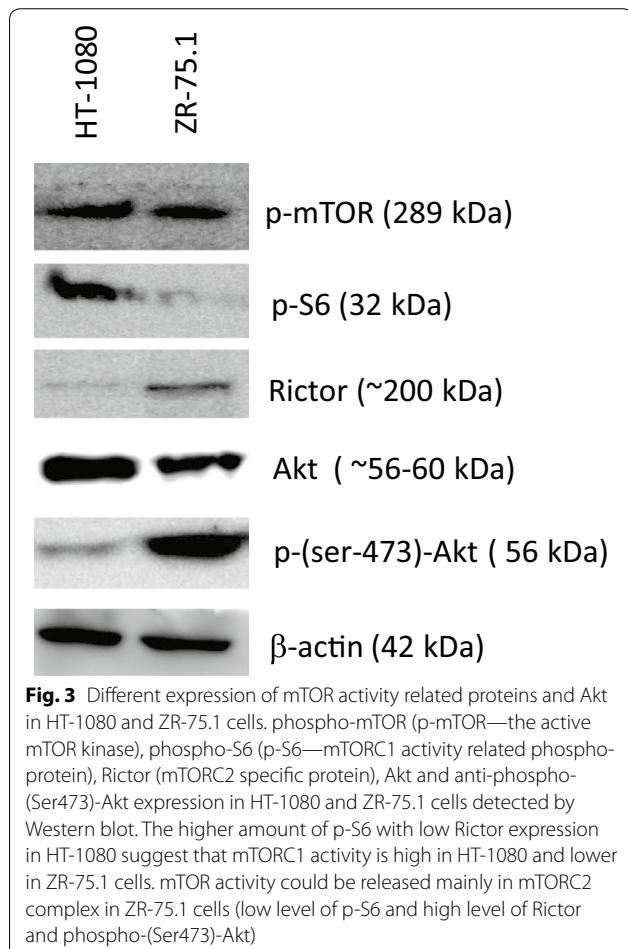 HT-1080
ZR-75.1
p-mTOR (289 kDa)
p-S6 (32 kDa)
Rictor (~200 kDa)
Akt ( ~56-60 kDa)
p-(ser-473)-Akt ( 56 kDa)
β-actin (42 kDa)
Fig. 3 Different expression of mTOR activity related proteins and Akt
in HT-1080 and ZR-75.1 cells. phospho-mTOR (p-mTOR—the active
mTOR kinase), phospho-S6 (p-S6—mTORC1 activity related phospho-
protein), Rictor (mTORC2 specific protein), Akt and anti-phospho-
(Ser473)-Akt expression in HT-1080 and ZR-75.1 cells detected by
Western blot. The higher amount of p-S6 with low Rictor expression
in HT-1080 suggest that mTORC1 activity is high in HT-1080 and lower
in ZR-75.1 cells. mTOR activity could be released mainly in mTORC2
complex in ZR-75.1 cells (low level of p-S6 and high level of Rictor
and phospho-(Ser473)-Akt)